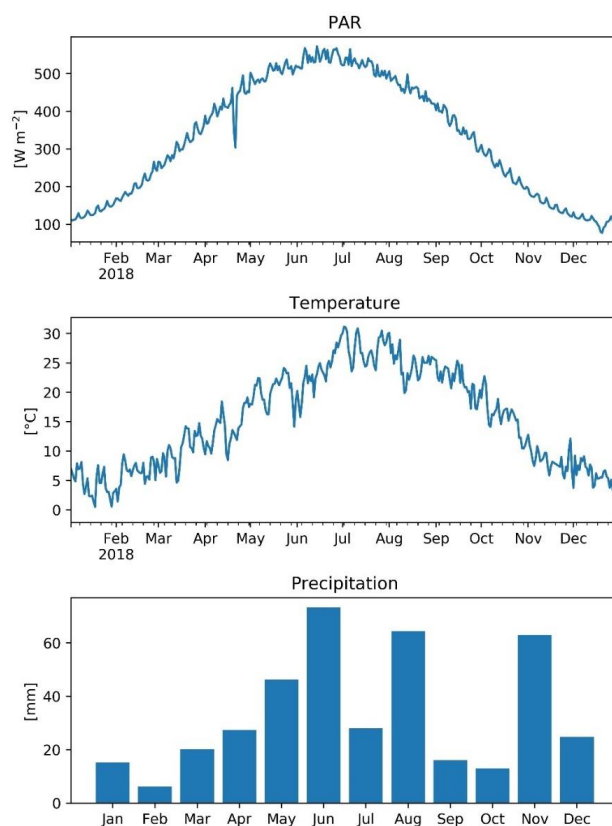 PAR
[W m⁻²]
500
400
300
200
100
Feb Mar Apr May Jun Jul Aug Sep Oct Nov Dec
2018
Temperature
[°C]
30
25
20
15
10
5
0
Feb Mar Apr May Jun Jul Aug Sep Oct Nov Dec
2018
Precipitation
[mm]
60
40
20
0
Jan Feb Mar Apr May Jun Jul Aug Sep Oct Nov Dec